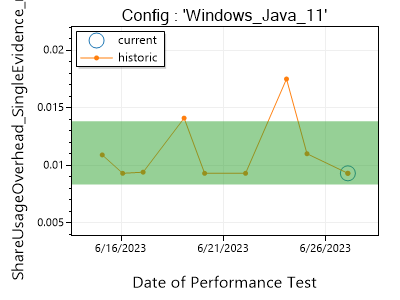 Config : 'Windows_Java_11'
ShareUsageOverhead_SingleEvidence_
0.02
0.015
0.01
0.005
current
historic
6/16/2023
6/21/2023
6/26/2023
Date of Performance Test